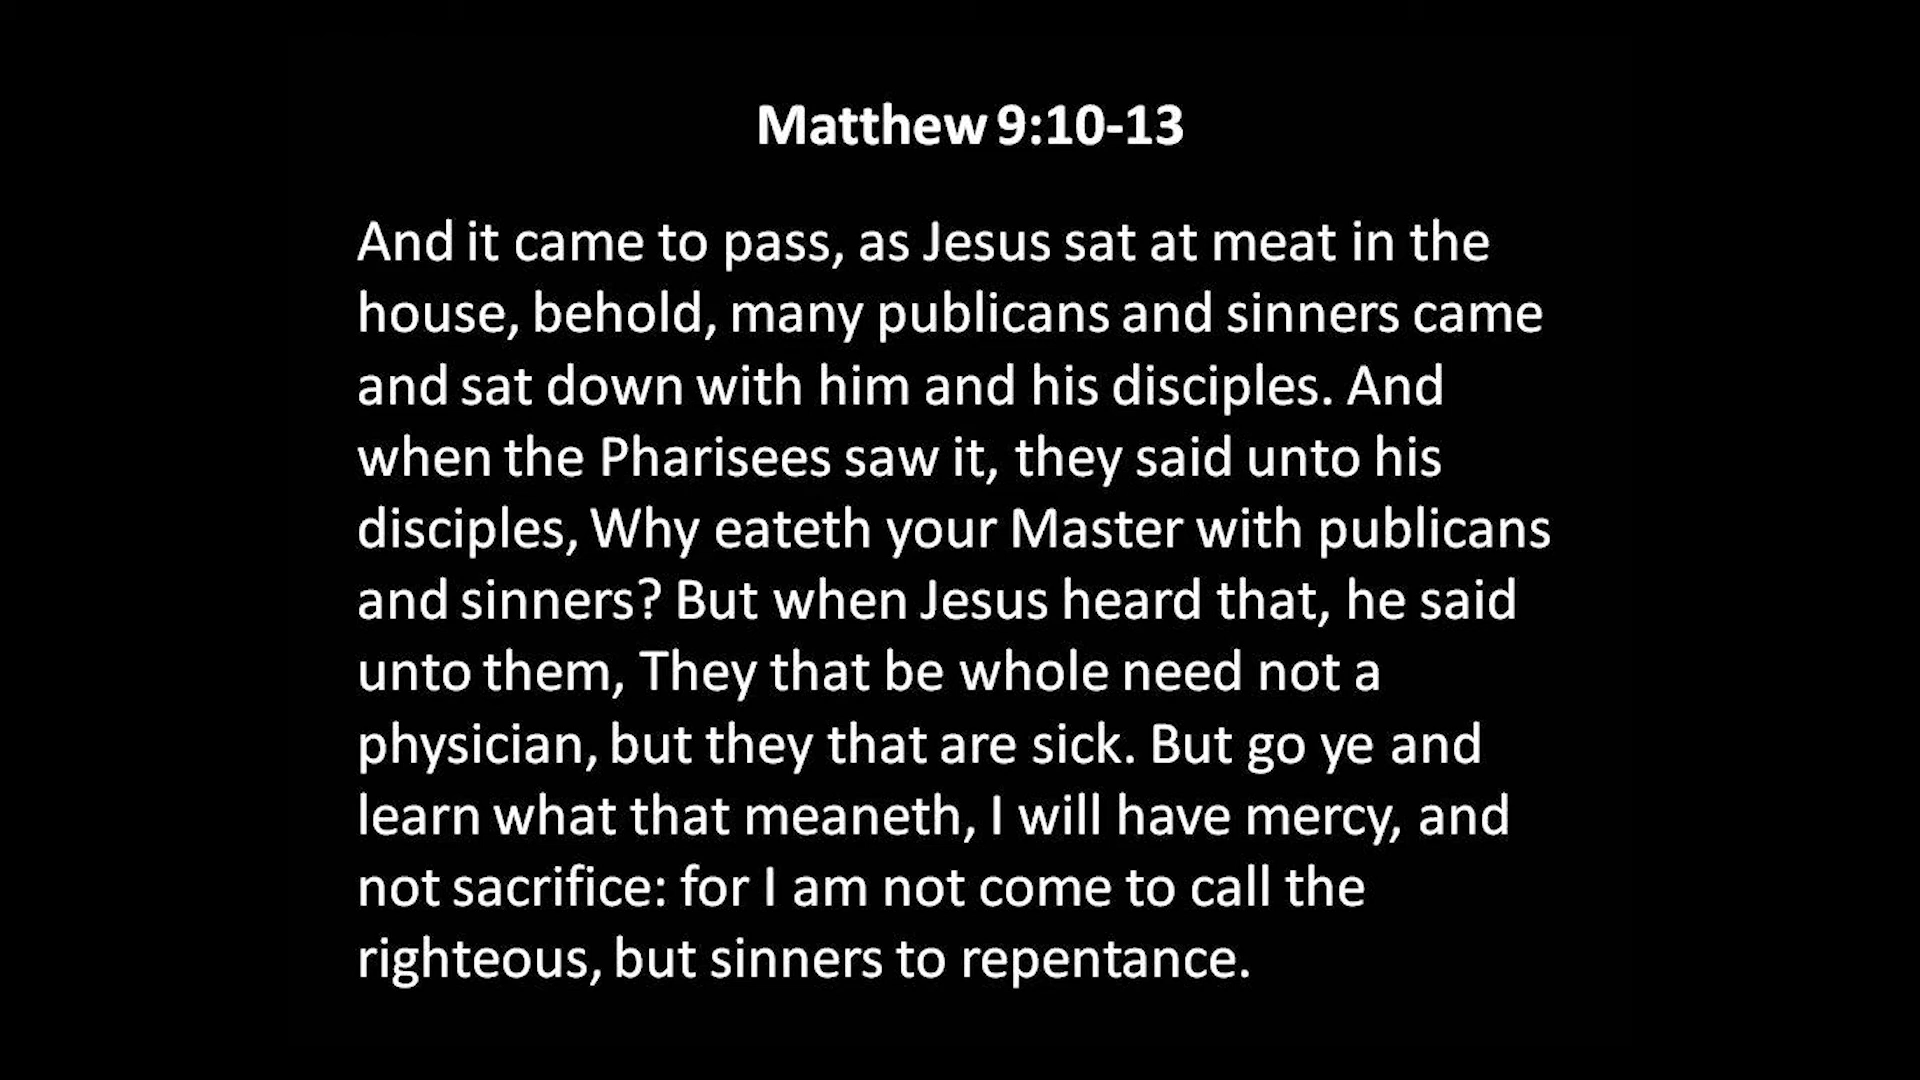 Matthew 9:10-13
And it came to pass, as Jesus sat at meat in the
house, behold, many publicans and sinners came
and sat down with him and his disciples. And
when the Pharisees saw it, they said unto his
disciples, Why eateth your Master with publicans
and sinners? But when Jesus heard that, he said
unto them, They that be whole need not a
physician, but they that are sick. But go ye and
learn what that meaneth, I will have mercy, and
not sacrifice: for I am not come to call the
righteous, but sinners to repentance.